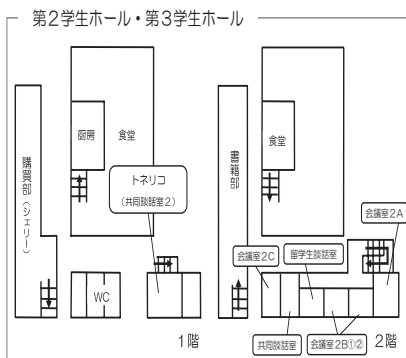 第2学生ホール・第3学生ホール
厨房
食堂
購買部(シェリー)
トネリコ
(共同談話室2)
WC
1階
書籍部
食堂
会議室2A
会議室2C
留学生談話室
共同談話室
会議室2B①②
2階